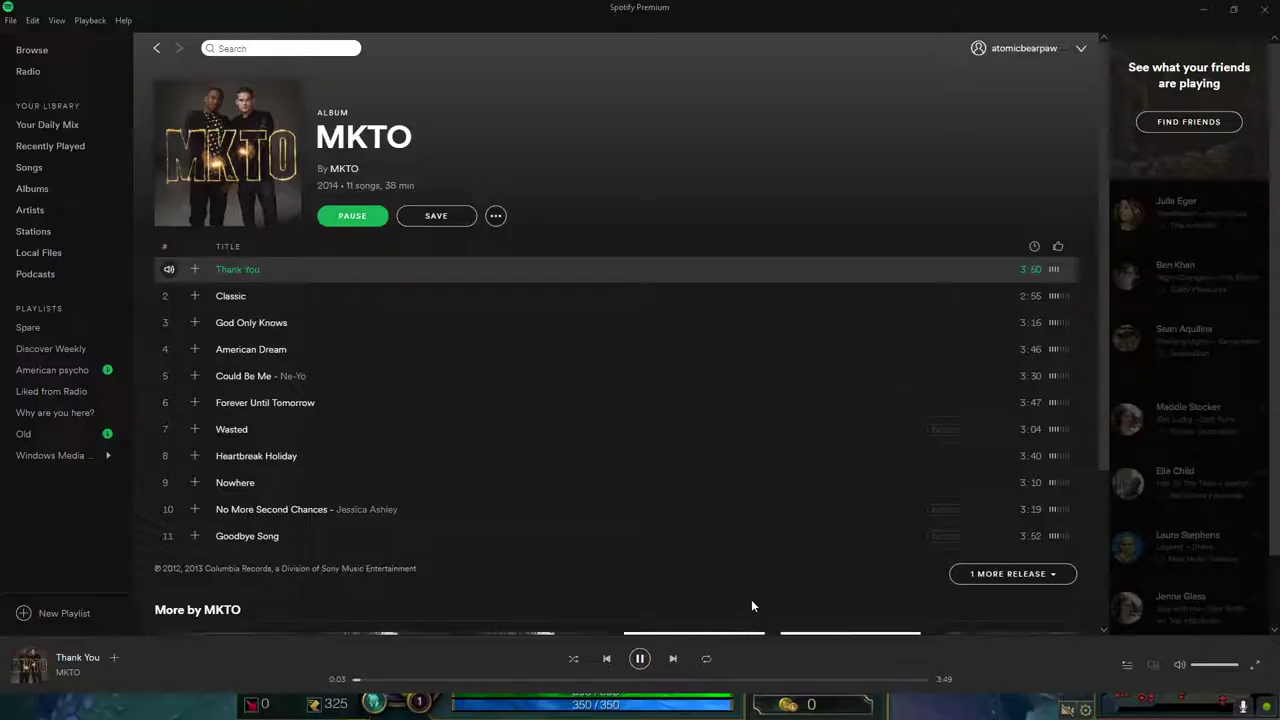 Spotify Premium
File Edit View Playback Help
Browse
Radio
YOUR LIBRARY
Your Daily Mix
Recently Played
Songs
Albums
Artists
Stations
Local Files
Podcasts
PLAYLISTS
Spare
Discover Weekly
American psycho
Liked from Radio
Why are you here?
Old
Windows Media ...
New Playlist
Search
atomicbearpaw
MKTO
ALBUM
MKTO
By MKTO
2014 • 11 songs, 38 min
PAUSE SAVE
# TITLE
Thank You 3:50
2 Classic 2:55
3 God Only Knows 3:16
4 American Dream 3:46
5 Could Be Me - Ne-Yo 3:30
6 Forever Until Tomorrow 3:47
7 Wasted 3:04
8 Heartbreak Holiday 3:40
9 Nowhere 3:10
10 No More Second Chances - Jessica Ashley 3:19
11 Goodbye Song 3:52
℗ 2012, 2013 Columbia Records, a Division of Sony Music Entertainment
1 MORE RELEASE
More by MKTO
See what your friends
are playing
FIND FRIENDS
Julia Eger
Ben Khan
Sean Aquilina
Maddie Stocker
Ella Child
Laura Stephens
Jenna Glass
Thank You
MKTO
0:03 3:49
0 325 1 350 / 350 0